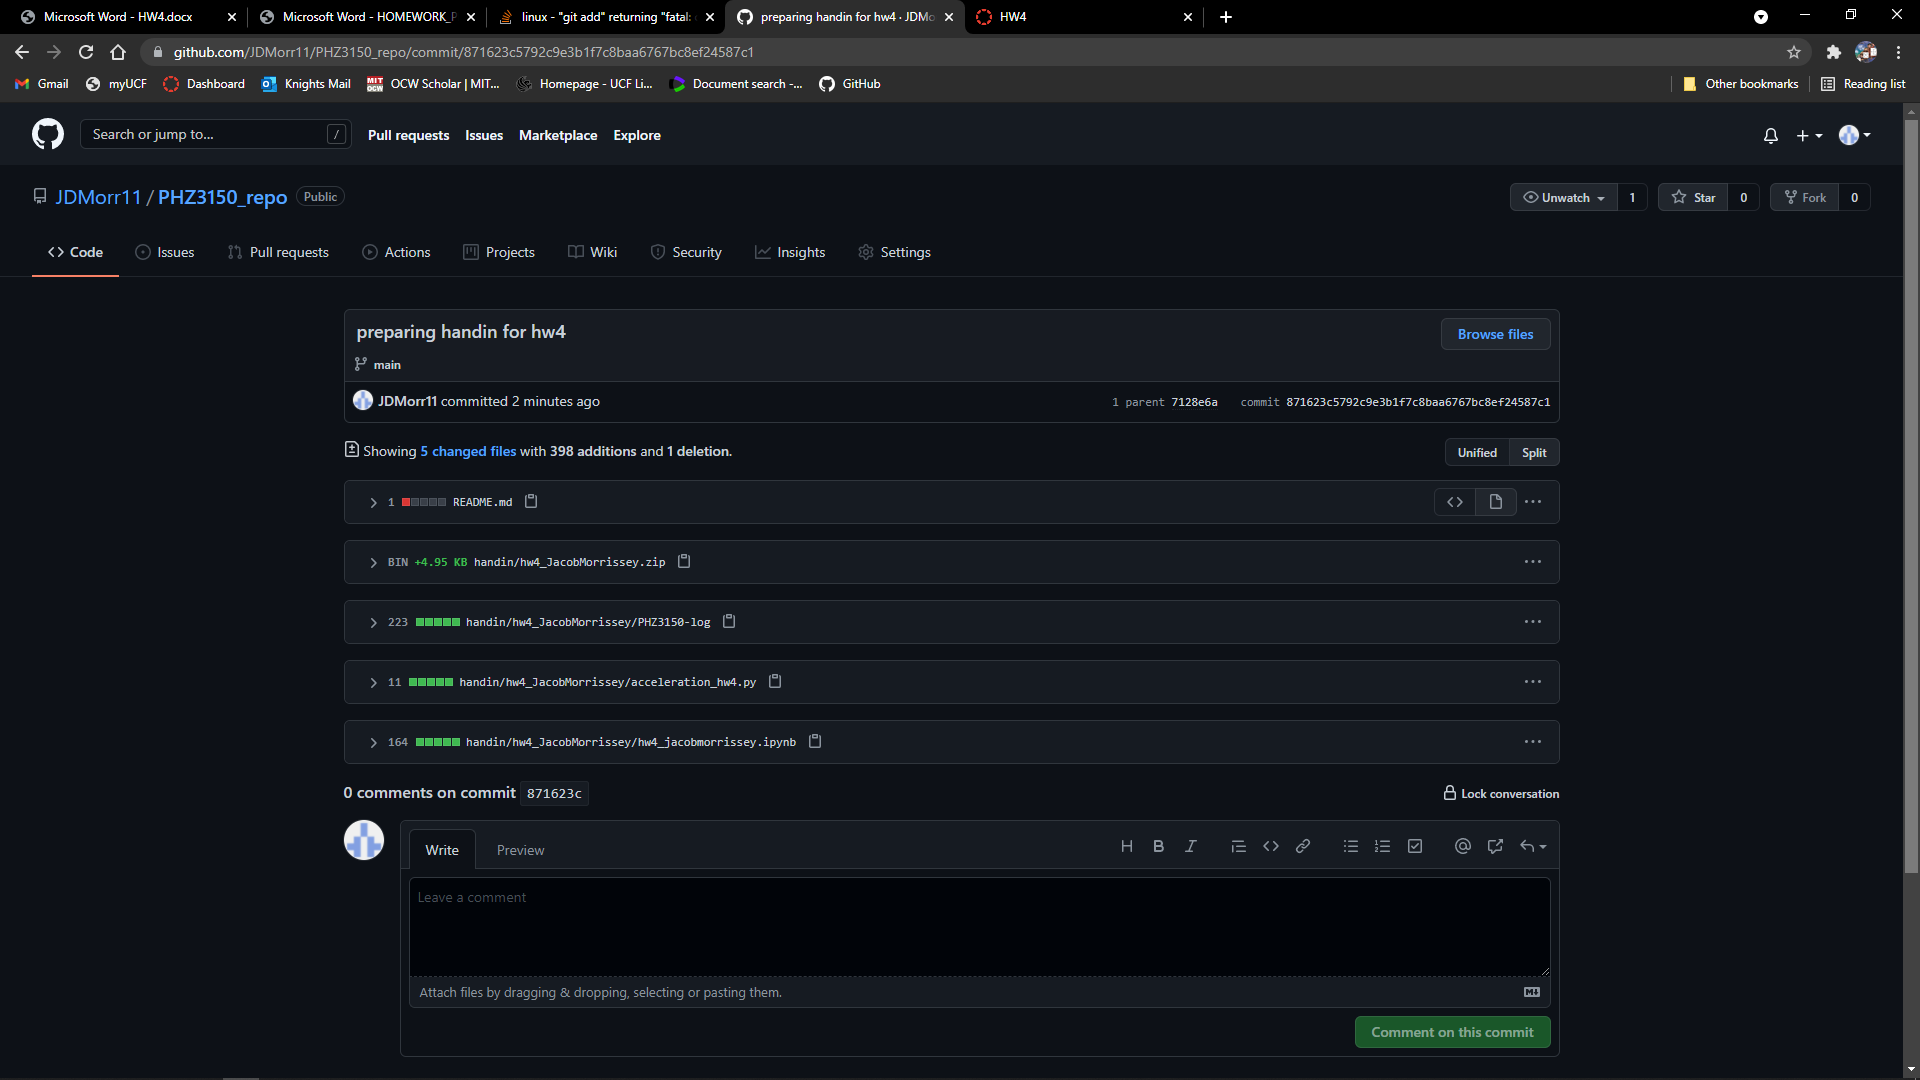 Microsoft Word - HW4.docx
Microsoft Word - HOMEWORK_P
linux - "git add" returning "fatal:
preparing handin for hw4 · JDMo
HW4
github.com/JDMorr11/PHZ3150_repo/commit/871623c5792c9e3b1f7c8baa6767bc8ef24587c1
Gmail
myUCF
Dashboard
Knights Mail
MIT OCW
OCW Scholar | MIT...
Homepage - UCF Li...
Document search -...
GitHub
Other bookmarks
Reading list
Search or jump to...
/
Pull requests
Issues
Marketplace
Explore
JDMorr11 / PHZ3150_repo
Public
Unwatch
1
Star
0
Fork
0
Code
Issues
Pull requests
Actions
Projects
Wiki
Security
Insights
Settings
preparing handin for hw4
Browse files
main
JDMorr11 committed 2 minutes ago
1 parent 7128e6a
commit 871623c5792c9e3b1f7c8baa6767bc8ef24587c1
Showing 5 changed files with 398 additions and 1 deletion.
Unified
Split
1 README.md
BIN +4.95 KB handin/hw4_JacobMorrissey.zip
223 handin/hw4_JacobMorrissey/PHZ3150-log
11 handin/hw4_JacobMorrissey/acceleration_hw4.py
164 handin/hw4_JacobMorrissey/hw4_jacobmorrissey.ipynb
0 comments on commit 871623c
Lock conversation
Write
Preview
H B I
Leave a comment
Attach files by dragging & dropping, selecting or pasting them.
Comment on this commit